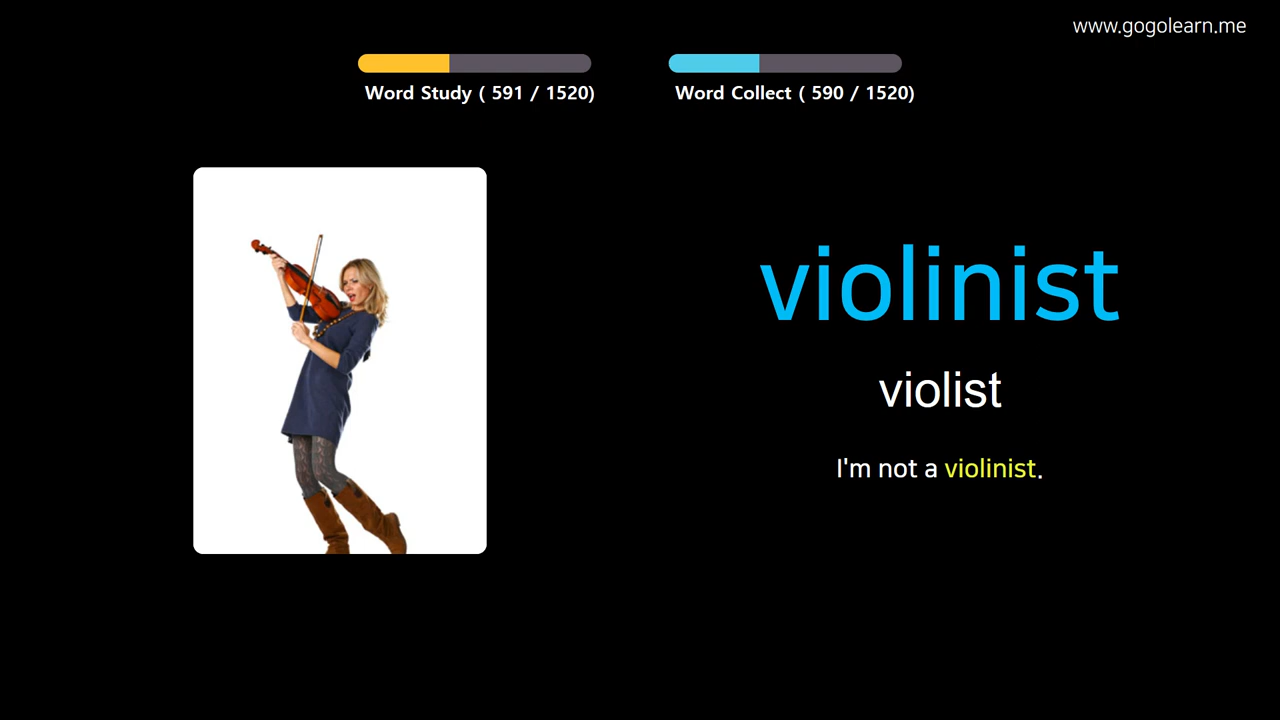 www.gogolearn.me
Word Study ( 591 / 1520)
Word Collect ( 590 / 1520)
violinist
violist
I'm not a violinist.